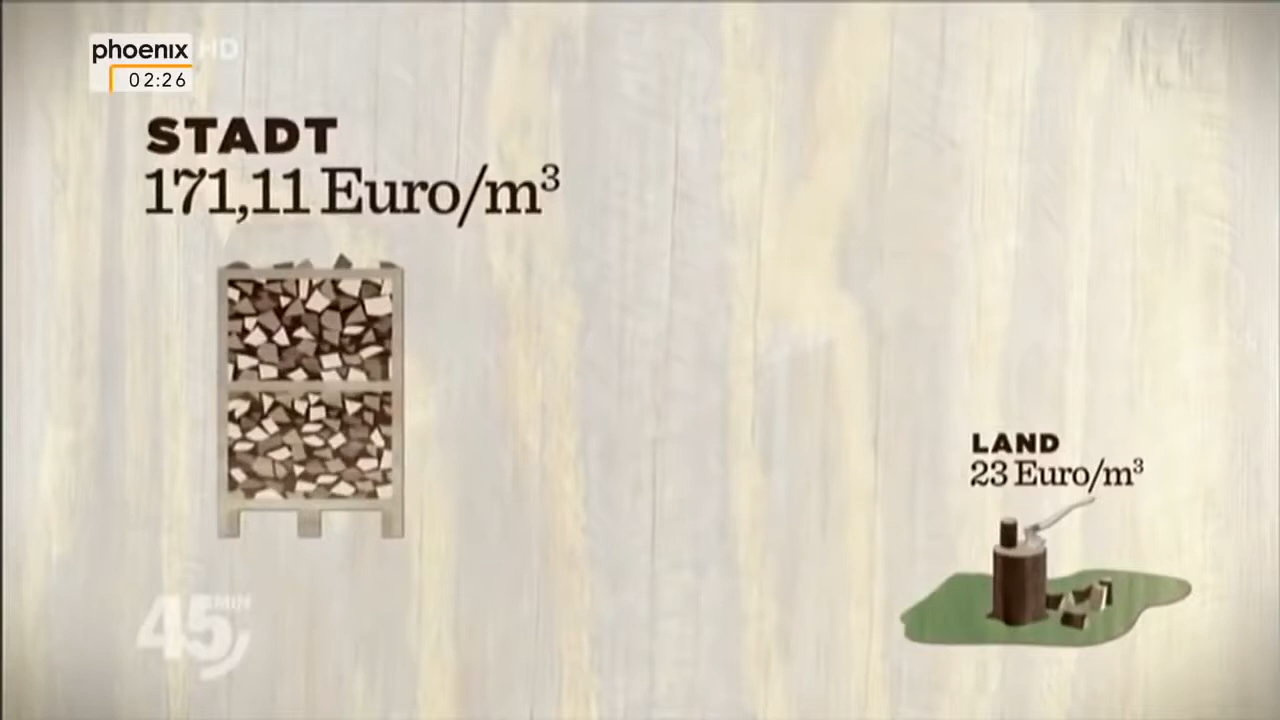 phoenix HD
02:26
STADT
171,11 Euro/m³
LAND
23 Euro/m³
45 MIN